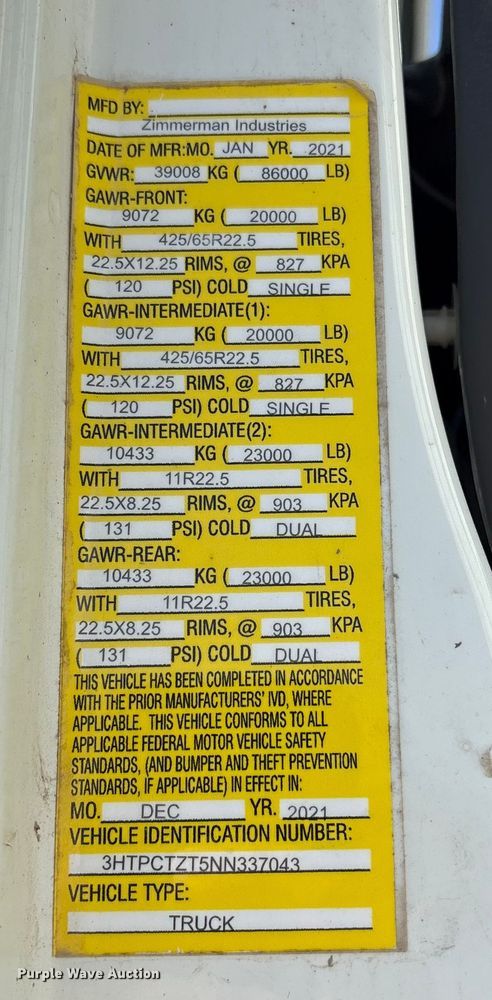 MFD BY:
Zimmerman Industries
DATE OF MFR:MO. JAN YR. 2021
GVWR: 39008 KG ( 86000 LB)
GAWR-FRONT:
9072 KG ( 20000 LB)
WITH 425/65R22.5 TIRES,
22.5X12.25 RIMS, @ 827 KPA
( 120 PSI) COLD SINGLE
GAWR-INTERMEDIATE(1):
9072 KG ( 20000 LB)
WITH 425/65R22.5 TIRES,
22.5X12.25 RIMS, @ 827 KPA
( 120 PSI) COLD SINGLE
GAWR-INTERMEDIATE(2):
10433 KG ( 23000 LB)
WITH 11R22.5 TIRES,
22.5X8.25 RIMS, @ 903 KPA
( 131 PSI) COLD DUAL
GAWR-REAR:
10433 KG ( 23000 LB)
WITH 11R22.5 TIRES,
22.5X8.25 RIMS, @ 903 KPA
( 131 PSI) COLD DUAL
THIS VEHICLE HAS BEEN COMPLETED IN ACCORDANCE
WITH THE PRIOR MANUFACTURERS' IVD, WHERE
APPLICABLE. THIS VEHICLE CONFORMS TO ALL
APPLICABLE FEDERAL MOTOR VEHICLE SAFETY
STANDARDS, (AND BUMPER AND THEFT PREVENTION
STANDARDS, IF APPLICABLE) IN EFFECT IN:
MO. DEC YR. 2021
VEHICLE IDENTIFICATION NUMBER:
3HTPCTZT5NN337043
VEHICLE TYPE:
TRUCK
Purple Wave Auction